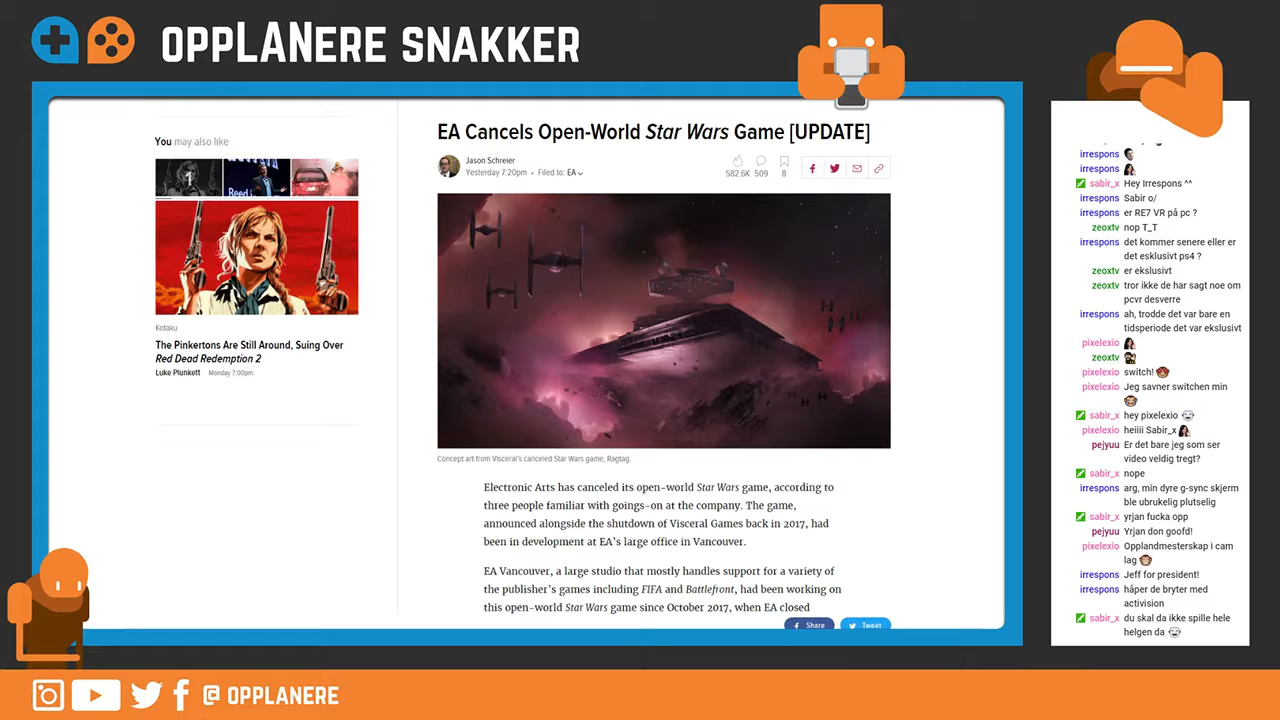 OPPLANERE SNAKKER
You may also like
Reed
Kotaku
The Pinkertons Are Still Around, Suing Over
Red Dead Redemption 2
Luke Plunkett Monday 7:00pm
EA Cancels Open-World Star Wars Game [UPDATE]
Jason Schreier
Yesterday 7:20pm • Filed to: EA
582.6K 509 8
Concept art from Visceral's canceled Star Wars game, Ragtag.
Electronic Arts has canceled its open-world Star Wars game, according to
three people familiar with goings-on at the company. The game,
announced alongside the shutdown of Visceral Games back in 2017, had
been in development at EA's large office in Vancouver.
EA Vancouver, a large studio that mostly handles support for a variety of
the publisher's games including FIFA and Battlefront, had been working on
this open-world Star Wars game since October 2017, when EA closed
Share Tweet
irrespons
irrespons
sabir_x Hey Irrespons ^^
irrespons Sabir o/
irrespons er RE7 VR på pc ?
zeoxtv nop T_T
irrespons det kommer senere eller er
det esklusivt ps4 ?
zeoxtv er ekslusivt
zeoxtv tror ikke de har sagt noe om
pcvr desverre
irrespons ah, trodde det var bare en
tidsperiode det var ekslusivt
pixelexio
zeoxtv
pixelexio switch!
pixelexio Jeg savner switchen min
sabir_x hey pixelexio
pixelexio heiiii Sabir_x
pejyuu Er det bare jeg som ser
video veldig tregt?
sabir_x nope
irrespons arg, min dyre g-sync skjerm
ble ubrukelig plutselig
sabir_x yrjan fucka opp
pejyuu Yrjan don goofd!
pixelexio Opplandmesterskap i cam
lag
irrespons Jeff for president!
irrespons håper de bryter med
activision
sabir_x du skal da ikke spille hele
helgen da
@ OPPLANERE